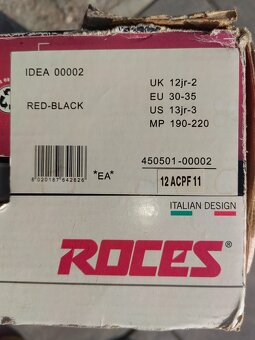 IDEA 00002
UK 12jr-2
EU 30-35
RED-BLACK
US 13jr-3
MP 190-220
450501-00002
*EA*
8020187642826
12 ACPF 11
ITALIAN DESIGN
ROCES®